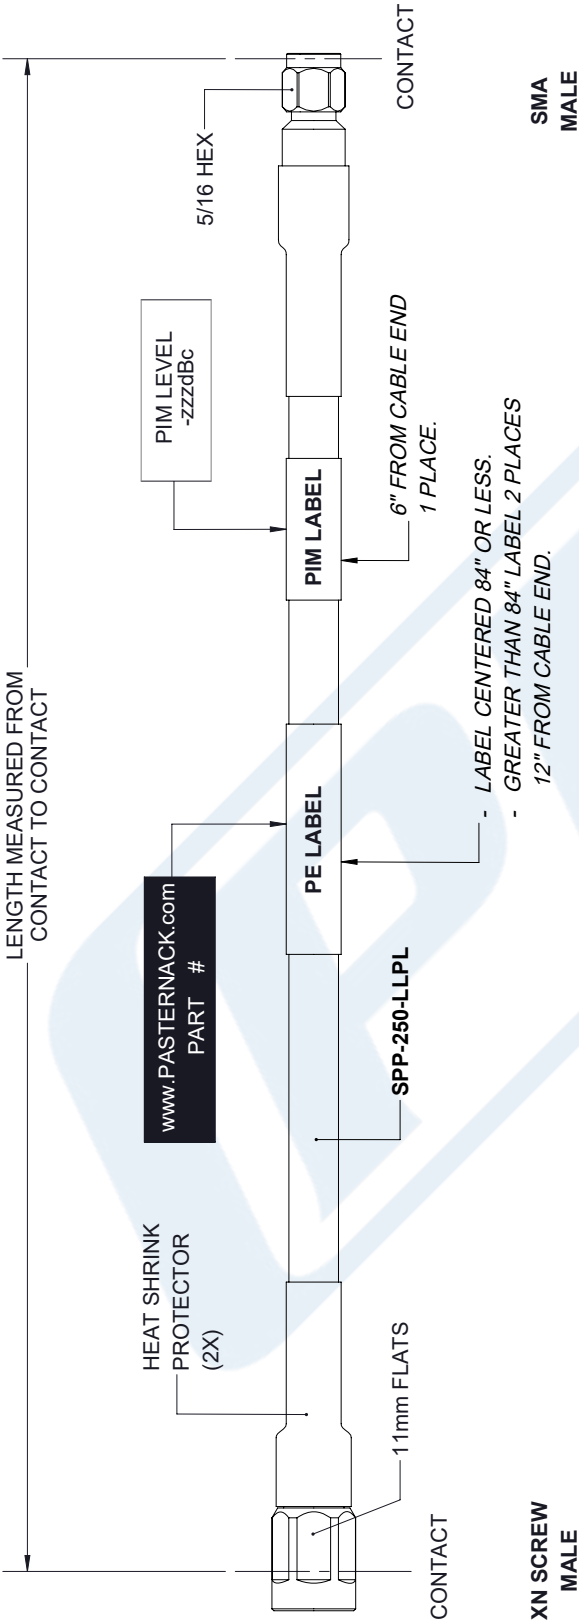 LENGTH MEASURED FROM
CONTACT TO CONTACT
HEAT SHRINK
PROTECTOR
(2X)
www.PASTERNACK.com
PART #
PIM LEVEL
-zzzdBc
5/16 HEX
PE LABEL
PIM LABEL
11mm FLATS
SPP-250-LLPL
6" FROM CABLE END
1 PLACE.
- LABEL CENTERED 84" OR LESS.
- GREATER THAN 84" LABEL 2 PLACES
12" FROM CABLE END.
CONTACT
CONTACT
XN SCREW
MALE
SMA
MALE